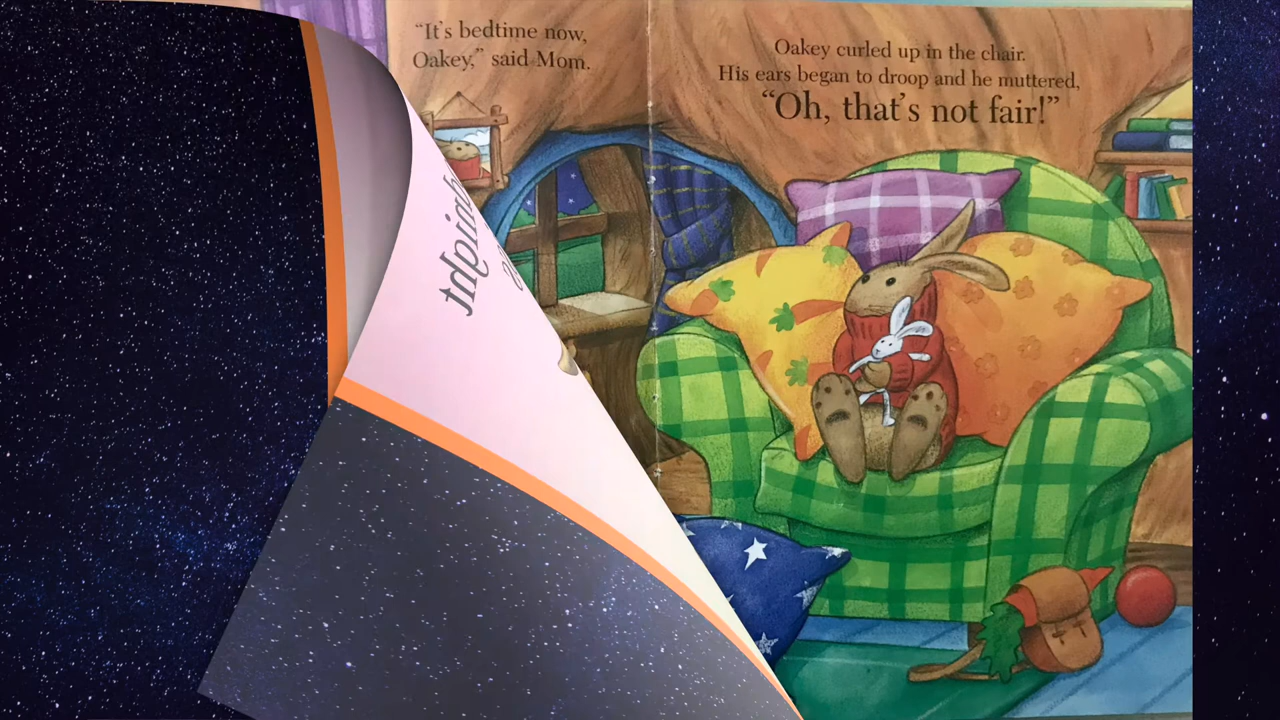 “It’s bedtime now,
Oakey,” said Mom.
Oakey curled up in the chair.
His ears began to droop and he muttered,
“Oh, that’s not fair!”